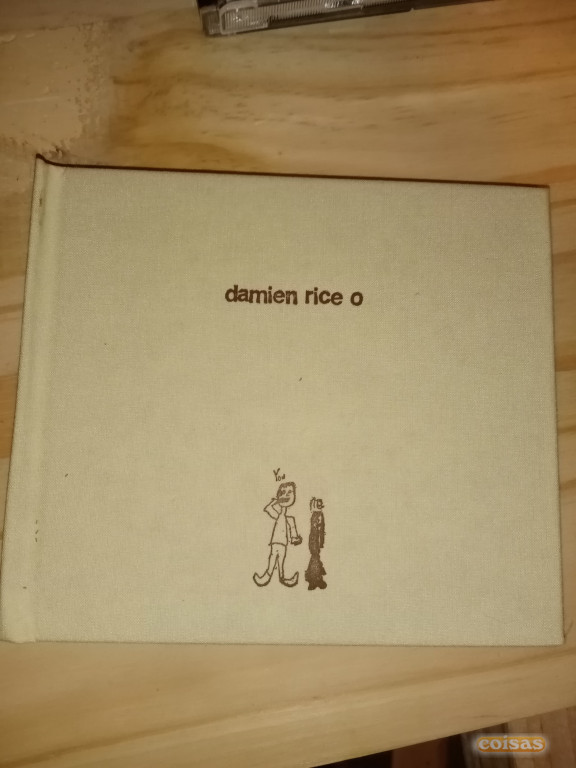 damien rice o
You
me
coisas